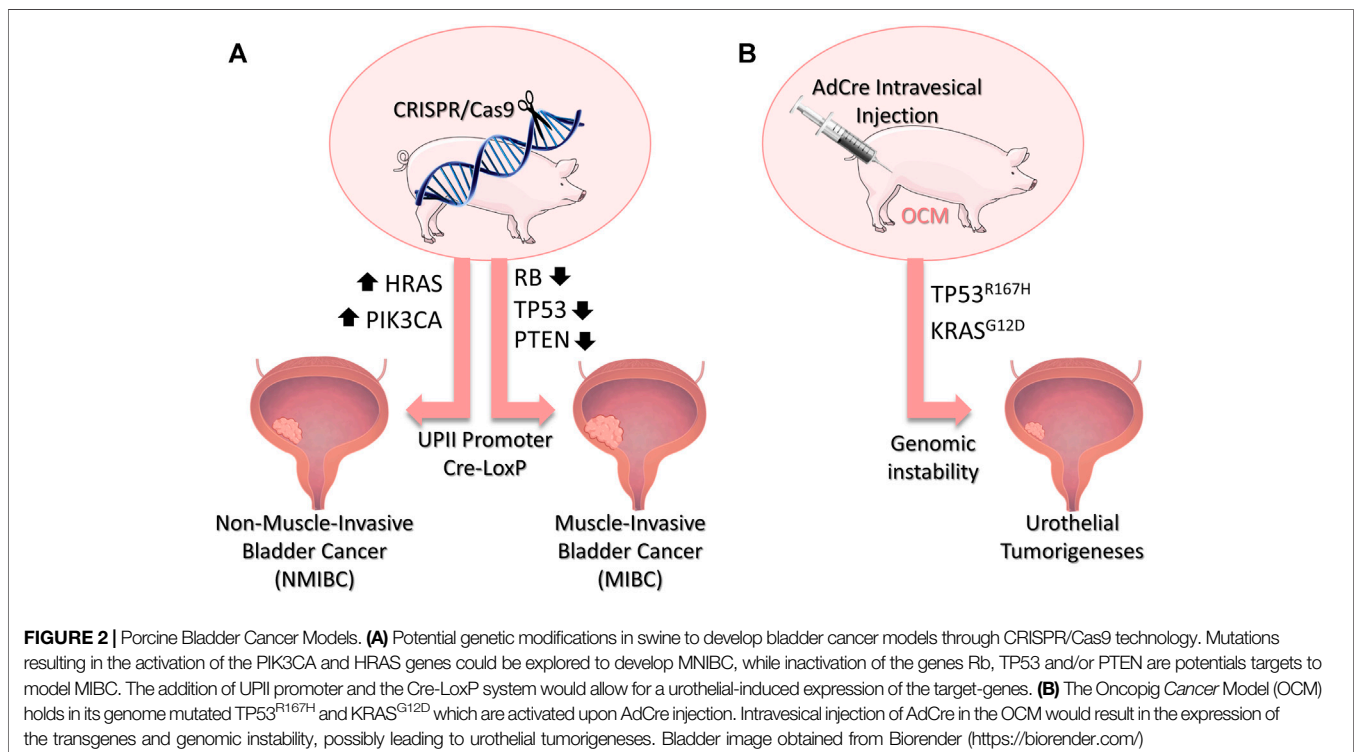 A
B
CRISPR/Cas9
AdCre Intravesical
Injection
OCM
HRAS
PIK3CA
RB
TP53
PTEN
TP53R167H
KRASG12D
UPII Promoter
Cre-LoxP
Genomic
instability
Non-Muscle-Invasive
Bladder Cancer
(NMIBC)
Muscle-Invasive
Bladder Cancer
(MIBC)
Urothelial
Tumorigeneses
FIGURE 2 | Porcine Bladder Cancer Models. (A) Potential genetic modifications in swine to develop bladder cancer models through CRISPR/Cas9 technology. Mutations
resulting in the activation of the PIK3CA and HRAS genes could be explored to develop MNIBC, while inactivation of the genes Rb, TP53 and/or PTEN are potentials targets to
model MIBC. The addition of UPII promoter and the Cre-LoxP system would allow for a urothelial-induced expression of the target-genes. (B) The Oncopig Cancer Model (OCM)
holds in its genome mutated TP53R167H and KRASG12D which are activated upon AdCre injection. Intravesical injection of AdCre in the OCM would result in the expression of
the transgenes and genomic instability, possibly leading to urothelial tumorigeneses. Bladder image obtained from Biorender (https://biorender.com/)